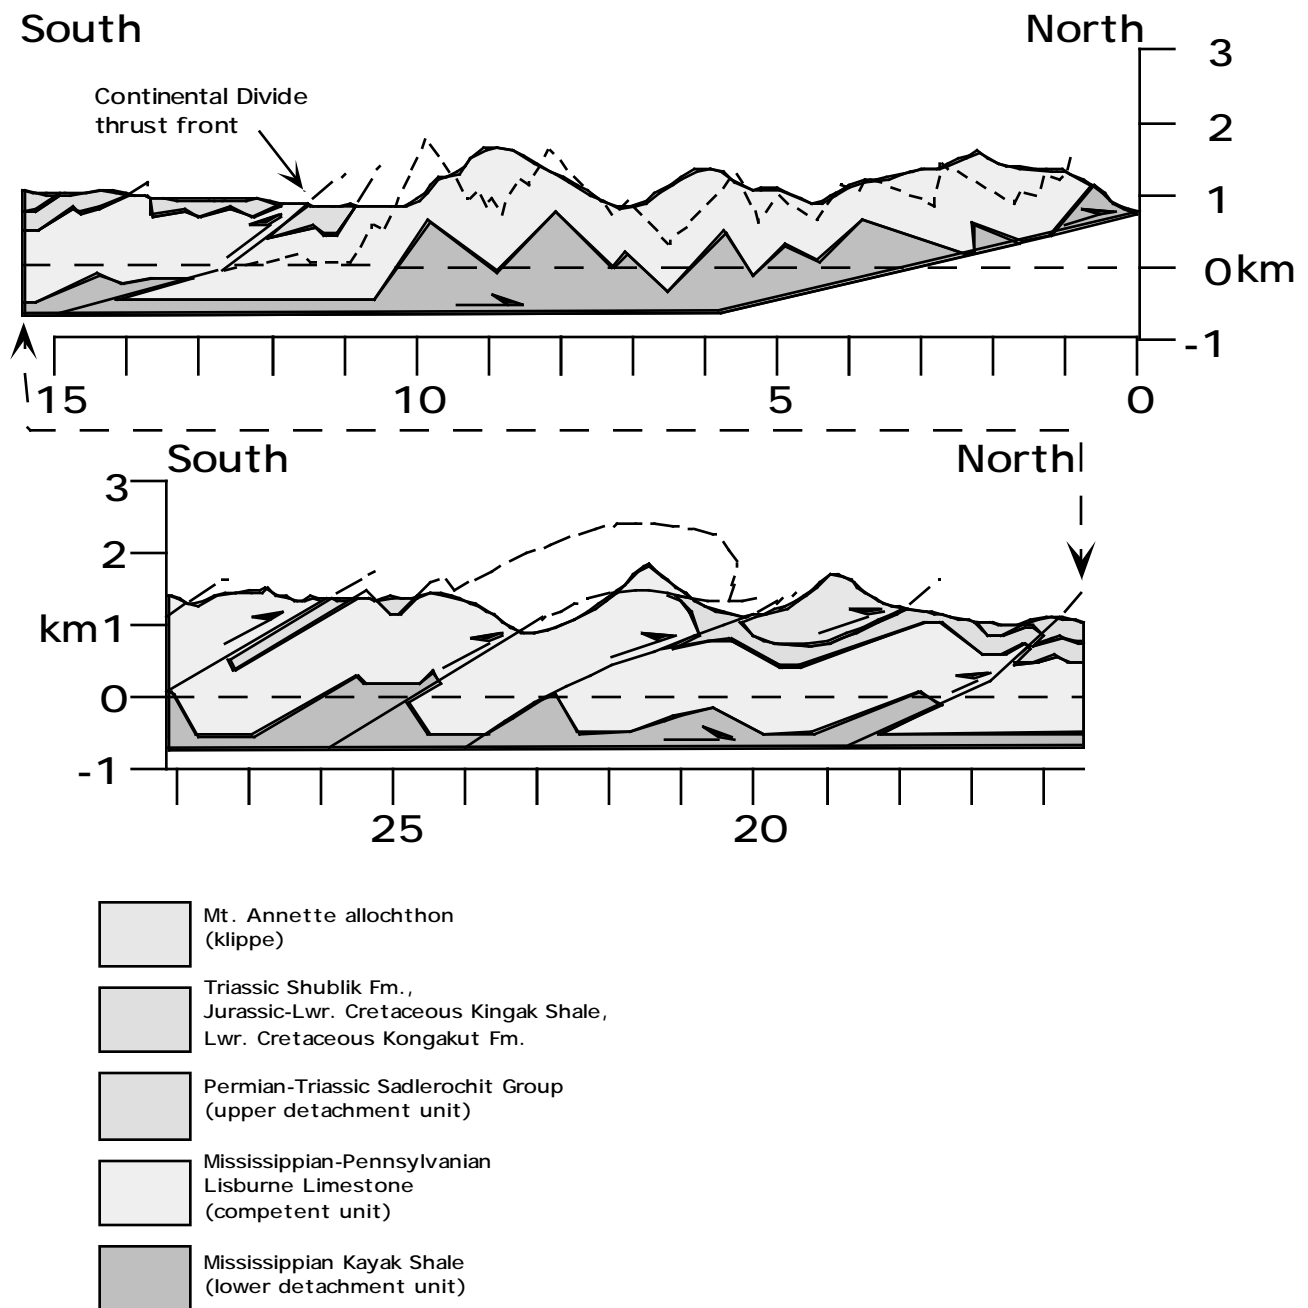 South
North
Continental Divide
thrust front
3
2
1
0km
-1
15
10
5
0
South
North
3
2
km1
0
-1
25
20
Mt. Annette allochthon
(klippe)
Triassic Shublik Fm.,
Jurassic-Lwr. Cretaceous Kingak Shale,
Lwr. Cretaceous Kongakut Fm.
Permian-Triassic Sadlerochit Group
(upper detachment unit)
Mississippian-Pennsylvanian
Lisburne Limestone
(competent unit)
Mississippian Kayak Shale
(lower detachment unit)